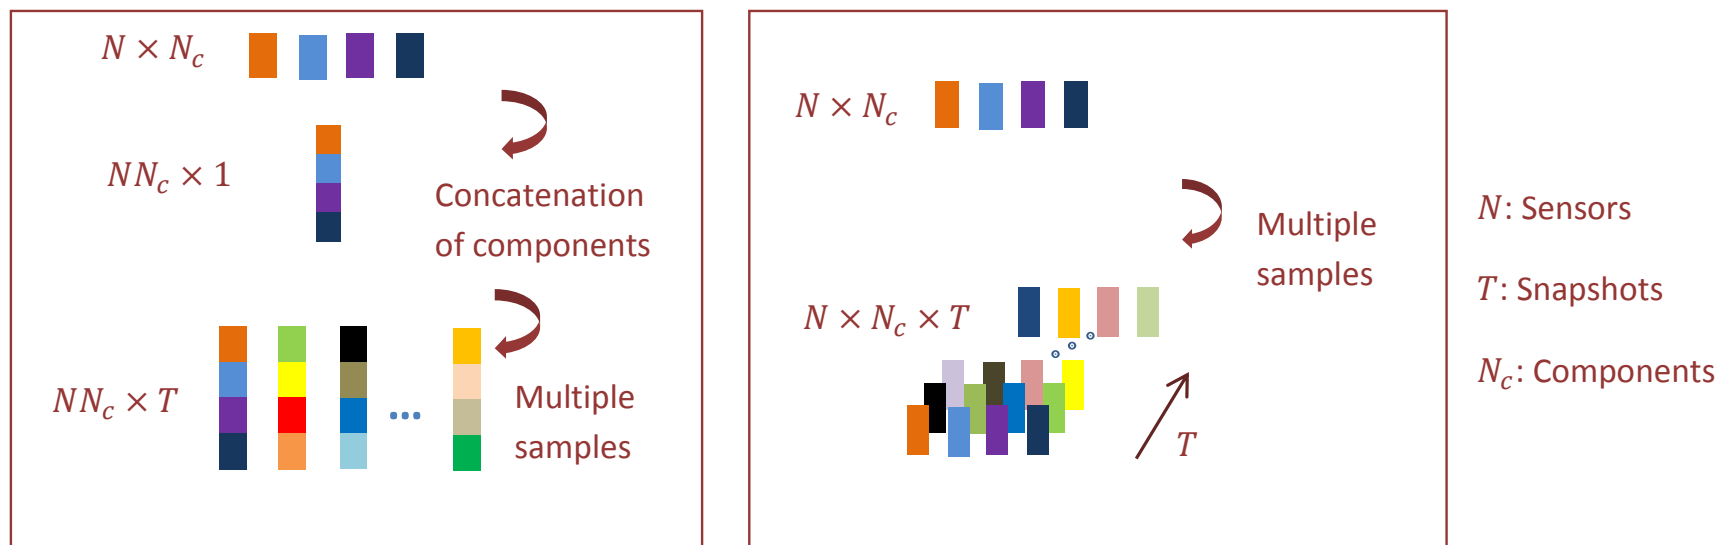 N × N_c
NN_c × 1
Concatenation
of components
NN_c × T
Multiple
samples
N × N_c
Multiple
samples
N × N_c × T
T
N: Sensors
T: Snapshots
N_c: Components